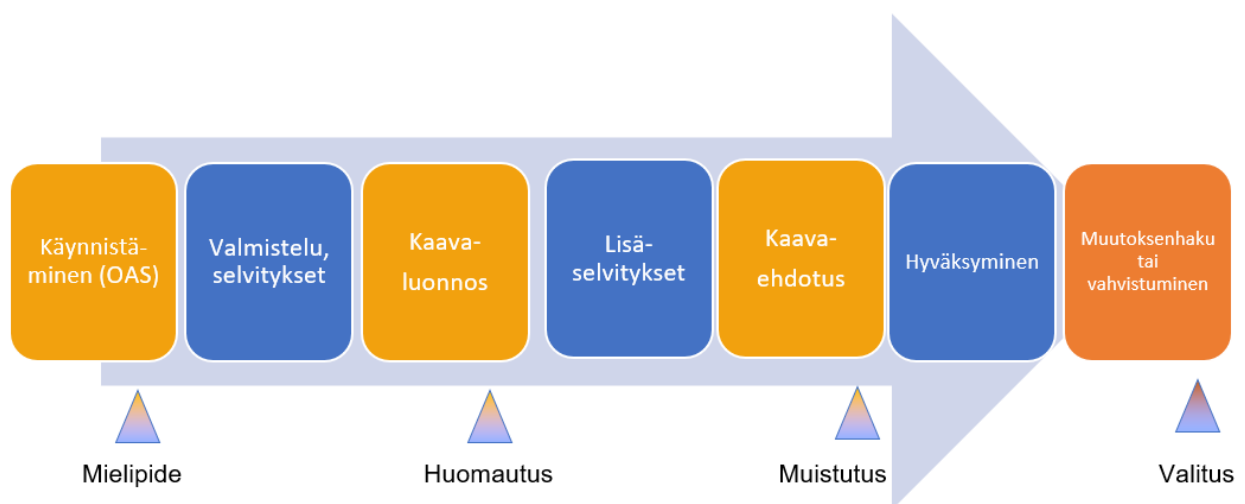 Käynnistä-
minen (OAS)
Valmistelu,
selvitykset
Kaava-
luonnos
Lisä-
selvitykset
Kaava-
ehdotus
Hyväksyminen
Muutoksenhaku
tai
vahvistuminen
Mielipide
Huomautus
Muistutus
Valitus